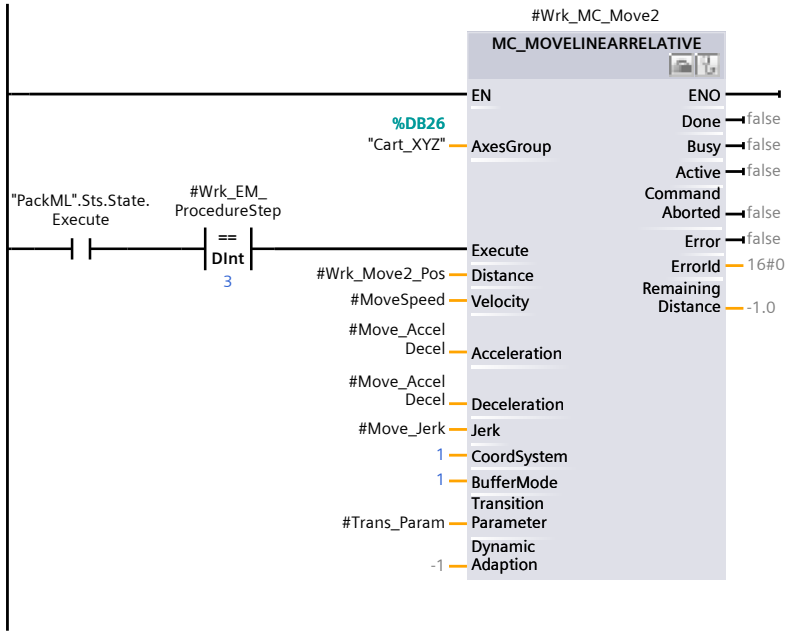 #Wrk_MC_Move2
MC_MOVELINEARRELATIVE
EN
ENO
Done
false
%DB26
"Cart_XYZ"
AxesGroup
Busy
false
Active
false
Command
Aborted
false
"PackML".Sts.State.
Execute
#Wrk_EM_
ProcedureStep
==
DInt
3
Execute
Error
false
#Wrk_Move2_Pos
Distance
ErrorId
16#0
#MoveSpeed
Velocity
Remaining
Distance
-1.0
#Move_Accel
Decel
Acceleration
#Move_Accel
Decel
Deceleration
#Move_Jerk
Jerk
1
CoordSystem
1
BufferMode
#Trans_Param
Transition
Parameter
-1
Dynamic
Adaption